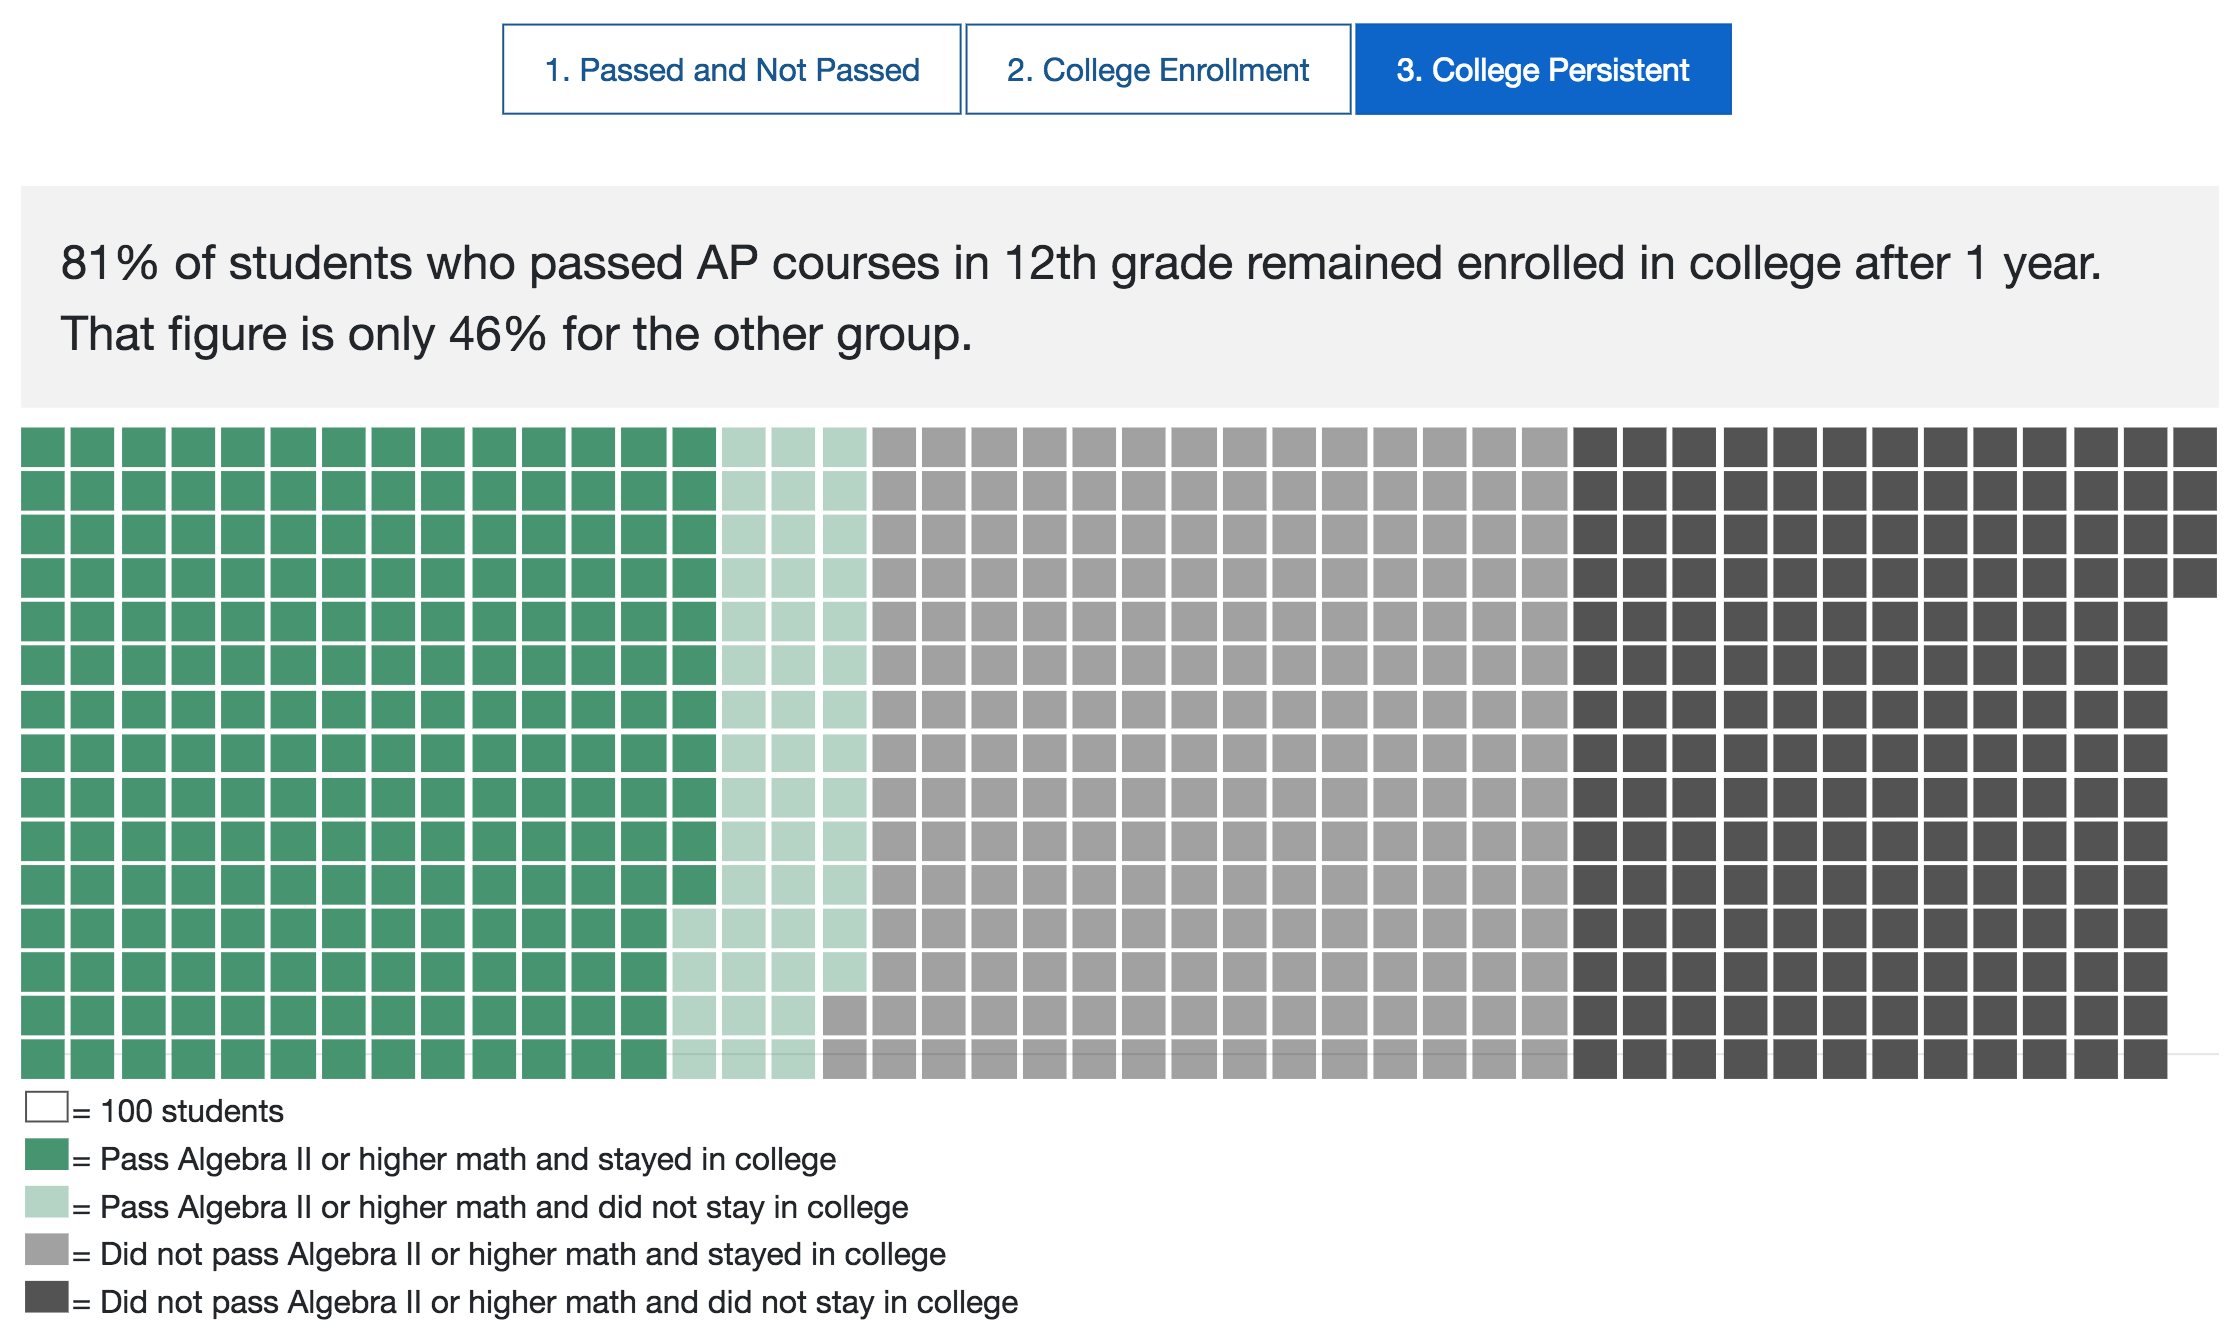 1. Passed and Not Passed
2. College Enrollment
3. College Persistent
81% of students who passed AP courses in 12th grade remained enrolled in college after 1 year.
That figure is only 46% for the other group.
= 100 students
= Pass Algebra II or higher math and stayed in college
= Pass Algebra II or higher math and did not stay in college
= Did not pass Algebra II or higher math and stayed in college
= Did not pass Algebra II or higher math and did not stay in college